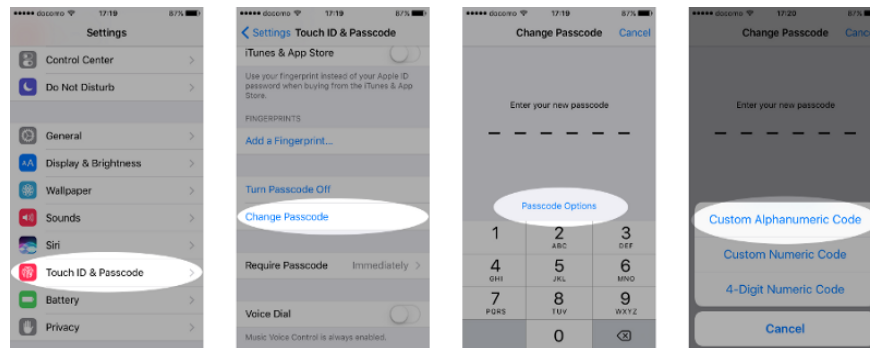 docomo 17:19 87%
Settings
Control Center
Do Not Disturb
General
AA Display & Brightness
Wallpaper
Sounds
Siri
Touch ID & Passcode
Battery
Privacy
docomo 17:19 87%
Settings Touch ID & Passcode
iTunes & App Store
Use your fingerprint instead of your Apple ID
password when buying from the iTunes & App
Store.
FINGERPRINTS
Add a Fingerprint...
Turn Passcode Off
Change Passcode
Require Passcode Immediately
Voice Dial
Music Voice Control is always enabled.
docomo 17:19 87%
Change Passcode Cancel
Enter your new passcode
Passcode Options
1 2 3
ABC DEF
4 5 6
GHI JKL MNO
7 8 9
PQRS TUV WXYZ
0
docomo 17:20 87%
Change Passcode Canc
Enter your new passcode
Custom Alphanumeric Code
Custom Numeric Code
4-Digit Numeric Code
Cancel